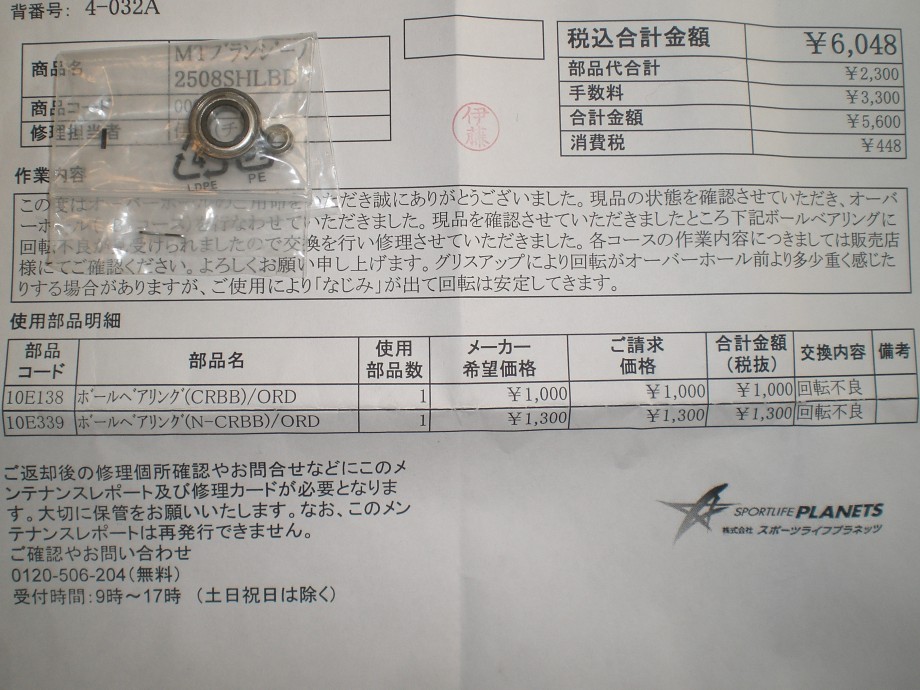 背番号: 4-032A
商品名
MTブランジーノ
2508SHLBD
商品コード
修理担当者
伊藤
税込合計金額 ￥6,048
部品代合計 ￥2,300
手数料 ￥3,300
合計金額 ￥5,600
消費税 ￥448
LDPE PE
作業内容
この度はオーバーホールのご用命をいただき誠にありがとうございました。現品の状態を確認させていただき、オーバ
ーホール を行なわせていただきました。現品を確認させていただきましたところ下記ボールベアリングに
回転不良が 受けられましたので交換を行い修理させていただきました。各コースの作業内容につきましては販売店
様にてご確認ください。よろしくお願い申し上げます。グリスアップにより回転がオーバーホール前より多少重く感じた
りする場合がありますが、ご使用により「なじみ」が出て回転は安定してきます。
使用部品明細
部品コード 部品名 使用部品数 メーカー希望価格 ご請求価格 合計金額(税抜) 交換内容 備考
10E138 ﾎﾞｰﾙﾍﾞｱﾘﾝｸﾞ(CRBB)/ORD 1 ￥1,000 ￥1,000 ￥1,000 回転不良
10E339 ﾎﾞｰﾙﾍﾞｱﾘﾝｸﾞ(N-CRBB)/ORD 1 ￥1,300 ￥1,300 ￥1,300 回転不良
ご返却後の修理個所確認やお問合せなどにこのメ
ンテナンスレポート及び修理カードが必要となりま
す。大切に保管をお願いいたします。なお、このメン
テナンスレポートは再発行できません。
ご確認やお問い合わせ
0120-506-204(無料)
受付時間:9時～17時 (土日祝日は除く)
SPORTLIFE PLANETS
株式会社 スポーツライフプラネッツ